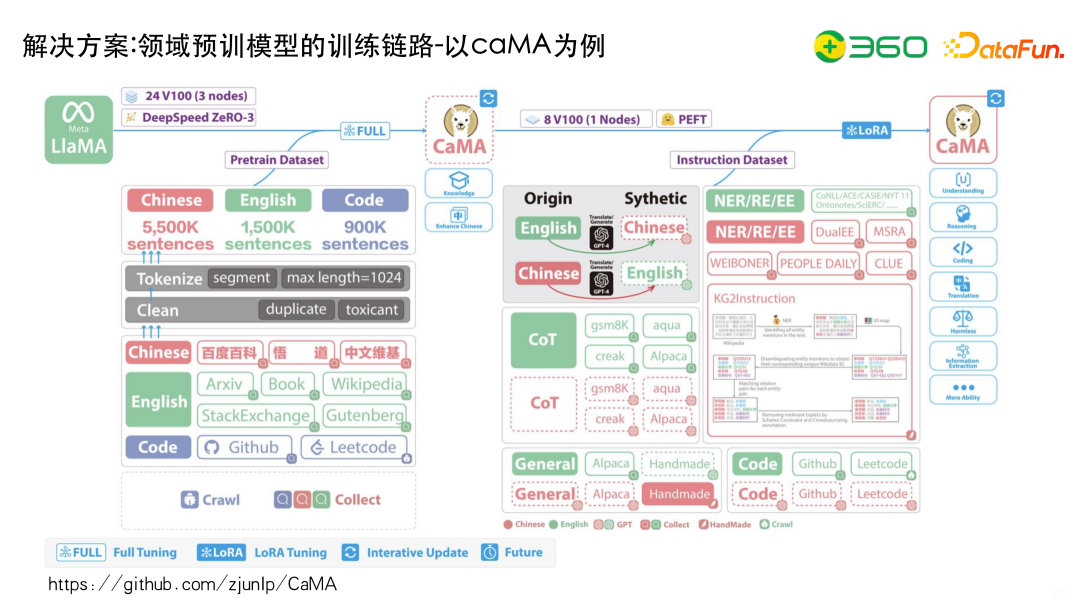 解决方案:领域预训模型的训练链路-以caMA为例
360
DataFun.
Meta
LlaMA
24 V100 (3 nodes)
DeepSpeed ZeRO-3
FULL
Pretrain Dataset
CaMA
Knowledge
Enhance Chinese
8 V100 (1 Nodes)
PEFT
Instruction Dataset
LoRA
CaMA
Understanding
Reasoning
Coding
Translation
Harmless
Information
Extraction
More Ability
Chinese English Code
5,500K 1,500K 900K
sentences sentences sentences
Tokenize segment max length=1024
Clean duplicate toxicant
Chinese 百度百科 悟 道 中文维基
English Arxiv Book Wikipedia
StackExchange Gutenberg
Code Github Leetcode
Crawl Collect
Origin Sythetic
English Translate/ Generate GPT-4 Chinese
Chinese Translate/ Generate GPT-4 English
CoT gsm8K aqua
creak Alpaca
CoT gsm8K aqua
creak Alpaca
NER/RE/EE CoNLL/ACE/CASIE/NYT 11
Ontonotes/SciERC/ ......
NER/RE/EE DualEE MSRA
WEIBONER PEOPLE DAILY CLUE
KG2Instruction
NER
Identifing all entity
mentions in the text.
ID map
Wikipedia
Disambiguating entity mentions to obtain
their corresponding unique Wikidata ID.
Matching relation
pairs for each entity
pair.
Removing irrelevant triplets by
Schema Constraint and Crowdsourcing
annotation.
General Alpaca Handmade
General Alpaca Handmade
Code Github Leetcode
Code Github Leetcode
Chinese English GPT Collect HandMade Crawl
FULL Full Tuning LoRA LoRA Tuning Interative Update Future
https://github.com/zjunlp/CaMA